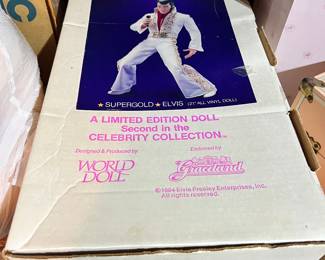 ★ SUPERGOLD ★ ELVIS (21" ALL VINYL DOLL)
A LIMITED EDITION DOLL
Second in the
CELEBRITY COLLECTION™
Designed & Produced by
WORLD DOLL
Endorsed by
Graceland
©1984 Elvis Presley Enterprises, Inc.
All rights reserved.